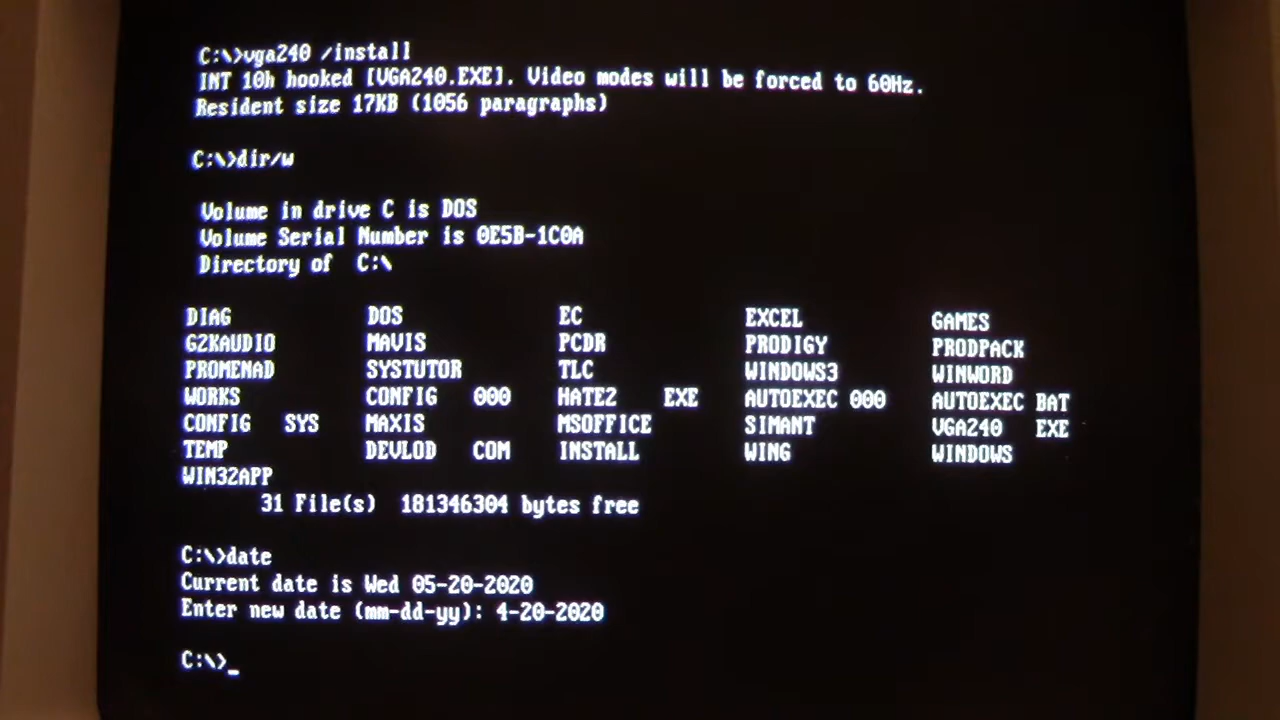 C:\>vga240 /install
INT 10h hooked [VGA240.EXE]. Video modes will be forced to 60Hz.
Resident size 17KB (1056 paragraphs)
C:\>dir/w
Volume in drive C is DOS
Volume Serial Number is 0E5B-1C0A
Directory of C:\
DIAG DOS EC EXCEL GAMES
G2KAUDIO MAVIS PCDR PRODIGY PRODPACK
PROMENAD SYSTUTOR TLC WINDOWS3 WINWORD
WORKS CONFIG 000 HATE2 EXE AUTOEXEC 000 AUTOEXEC BAT
CONFIG SYS MAXIS MSOFFICE SIMANT VGA240 EXE
TEMP DEVLOD COM INSTALL WING WINDOWS
WIN32APP
31 File(s) 181346304 bytes free
C:\>date
Current date is Wed 05-20-2020
Enter new date (mm-dd-yy): 4-20-2020
C:\>_